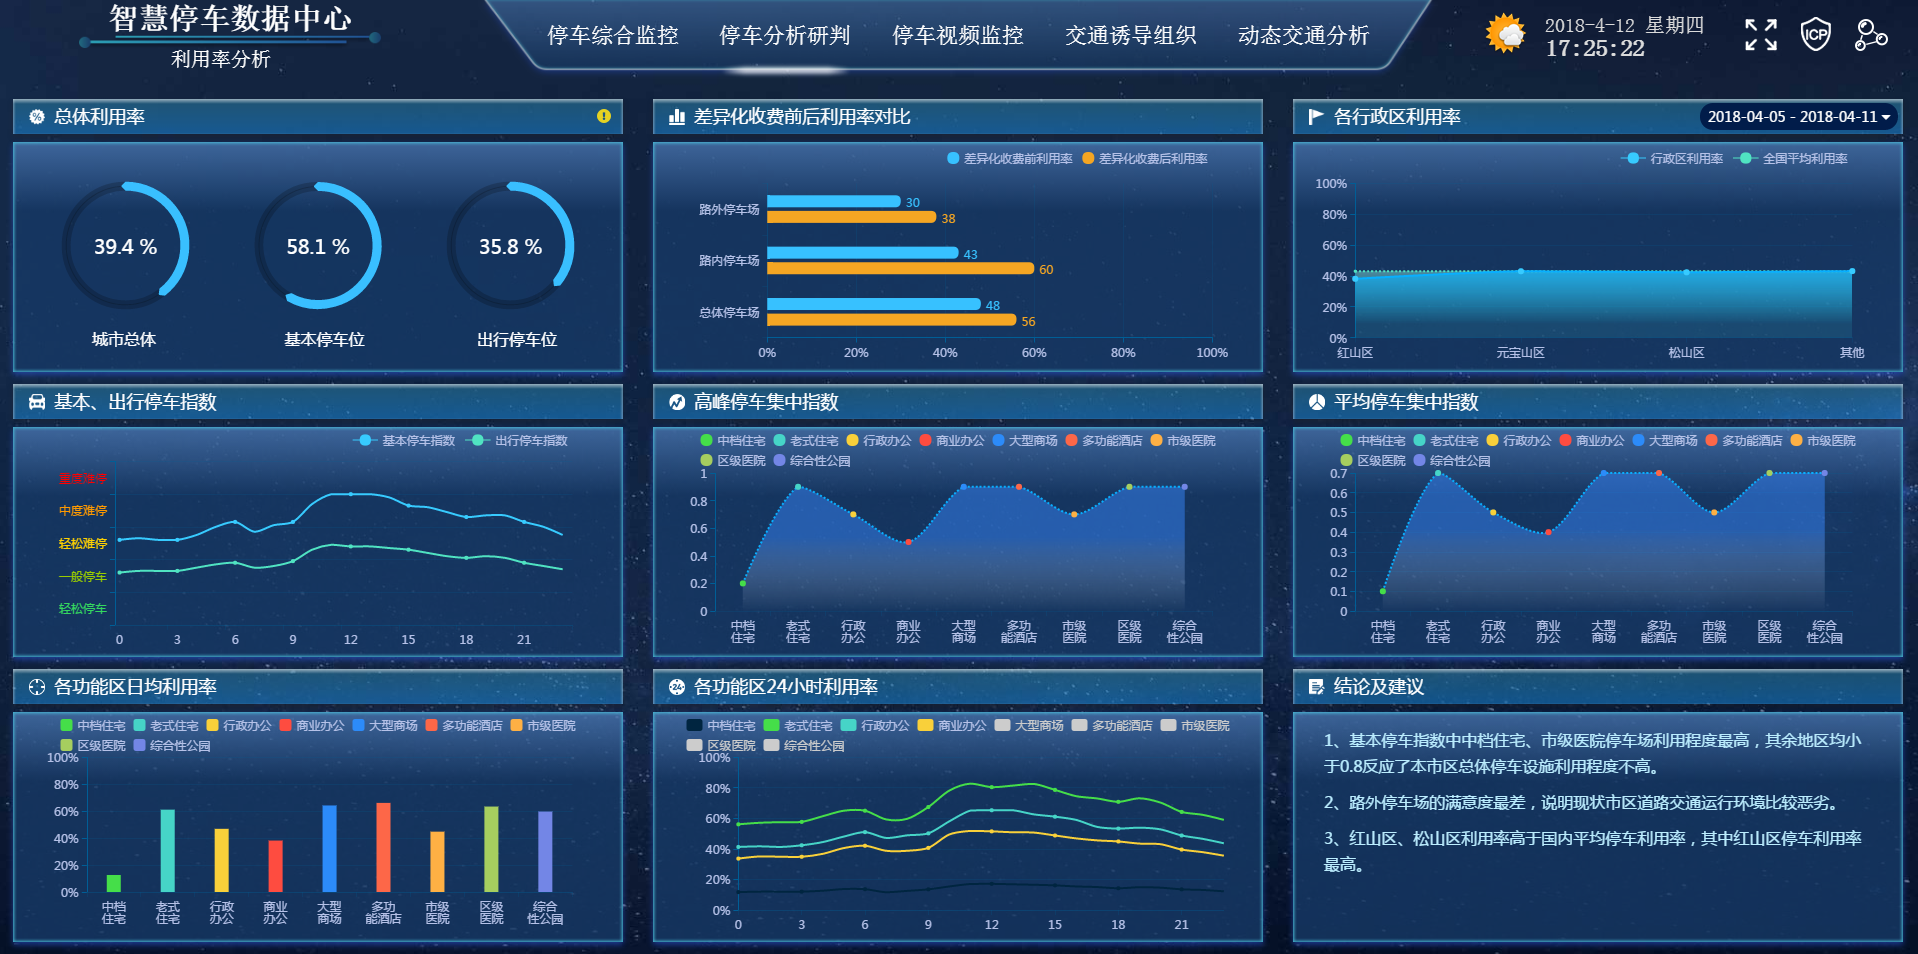 智慧停车数据中心
利用率分析
停车综合监控 停车分析研判 停车视频监控 交通诱导组织 动态交通分析
2018-4-12 星期四
17:25:22
ICP
总体利用率
39.4 % 58.1 % 35.8 %
城市总体 基本停车位 出行停车位
差异化收费前后利用率对比
差异化收费前利用率 差异化收费后利用率
路外停车场 30 38
路内停车场 43 60
总体停车场 48 56
0% 20% 40% 60% 80% 100%
各行政区利用率
2018-04-05 - 2018-04-11
行政区利用率 全国平均利用率
100%
80%
60%
40%
20%
0%
红山区 元宝山区 松山区 其他
基本、出行停车指数
基本停车指数 出行停车指数
重度难停
中度难停
轻松难停
一般停车
轻松停车
0 3 6 9 12 15 18 21
高峰停车集中指数
中档住宅 老式住宅 行政办公 商业办公 大型商场 多功能酒店 市级医院
区级医院 综合性公园
1
0.8
0.6
0.4
0.2
0
中档 老式 行政 商业 大型 多功 市级 区级 综合
住宅 住宅 办公 办公 商场 能酒店 医院 医院 性公园
平均停车集中指数
中档住宅 老式住宅 行政办公 商业办公 大型商场 多功能酒店 市级医院
区级医院 综合性公园
0.7
0.6
0.5
0.4
0.3
0.2
0.1
0
中档 老式 行政 商业 大型 多功 市级 区级 综合
住宅 住宅 办公 办公 商场 能酒店 医院 医院 性公园
各功能区日均利用率
中档住宅 老式住宅 行政办公 商业办公 大型商场 多功能酒店 市级医院
区级医院 综合性公园
100%
80%
60%
40%
20%
0%
中档 老式 行政 商业 大型 多功 市级 区级 综合
住宅 住宅 办公 办公 商场 能酒店 医院 医院 性公园
24
各功能区24小时利用率
中档住宅 老式住宅 行政办公 商业办公 大型商场 多功能酒店 市级医院
区级医院 综合性公园
100%
80%
60%
40%
20%
0%
0 3 6 9 12 15 18 21
结论及建议
1、基本停车指数中中档住宅、市级医院停车场利用程度最高，其余地区均小
于0.8反应了本市区总体停车设施利用程度不高。
2、路外停车场的满意度最差，说明现状市区道路交通运行环境比较恶劣。
3、红山区、松山区利用率高于国内平均停车利用率，其中红山区停车利用率
最高。